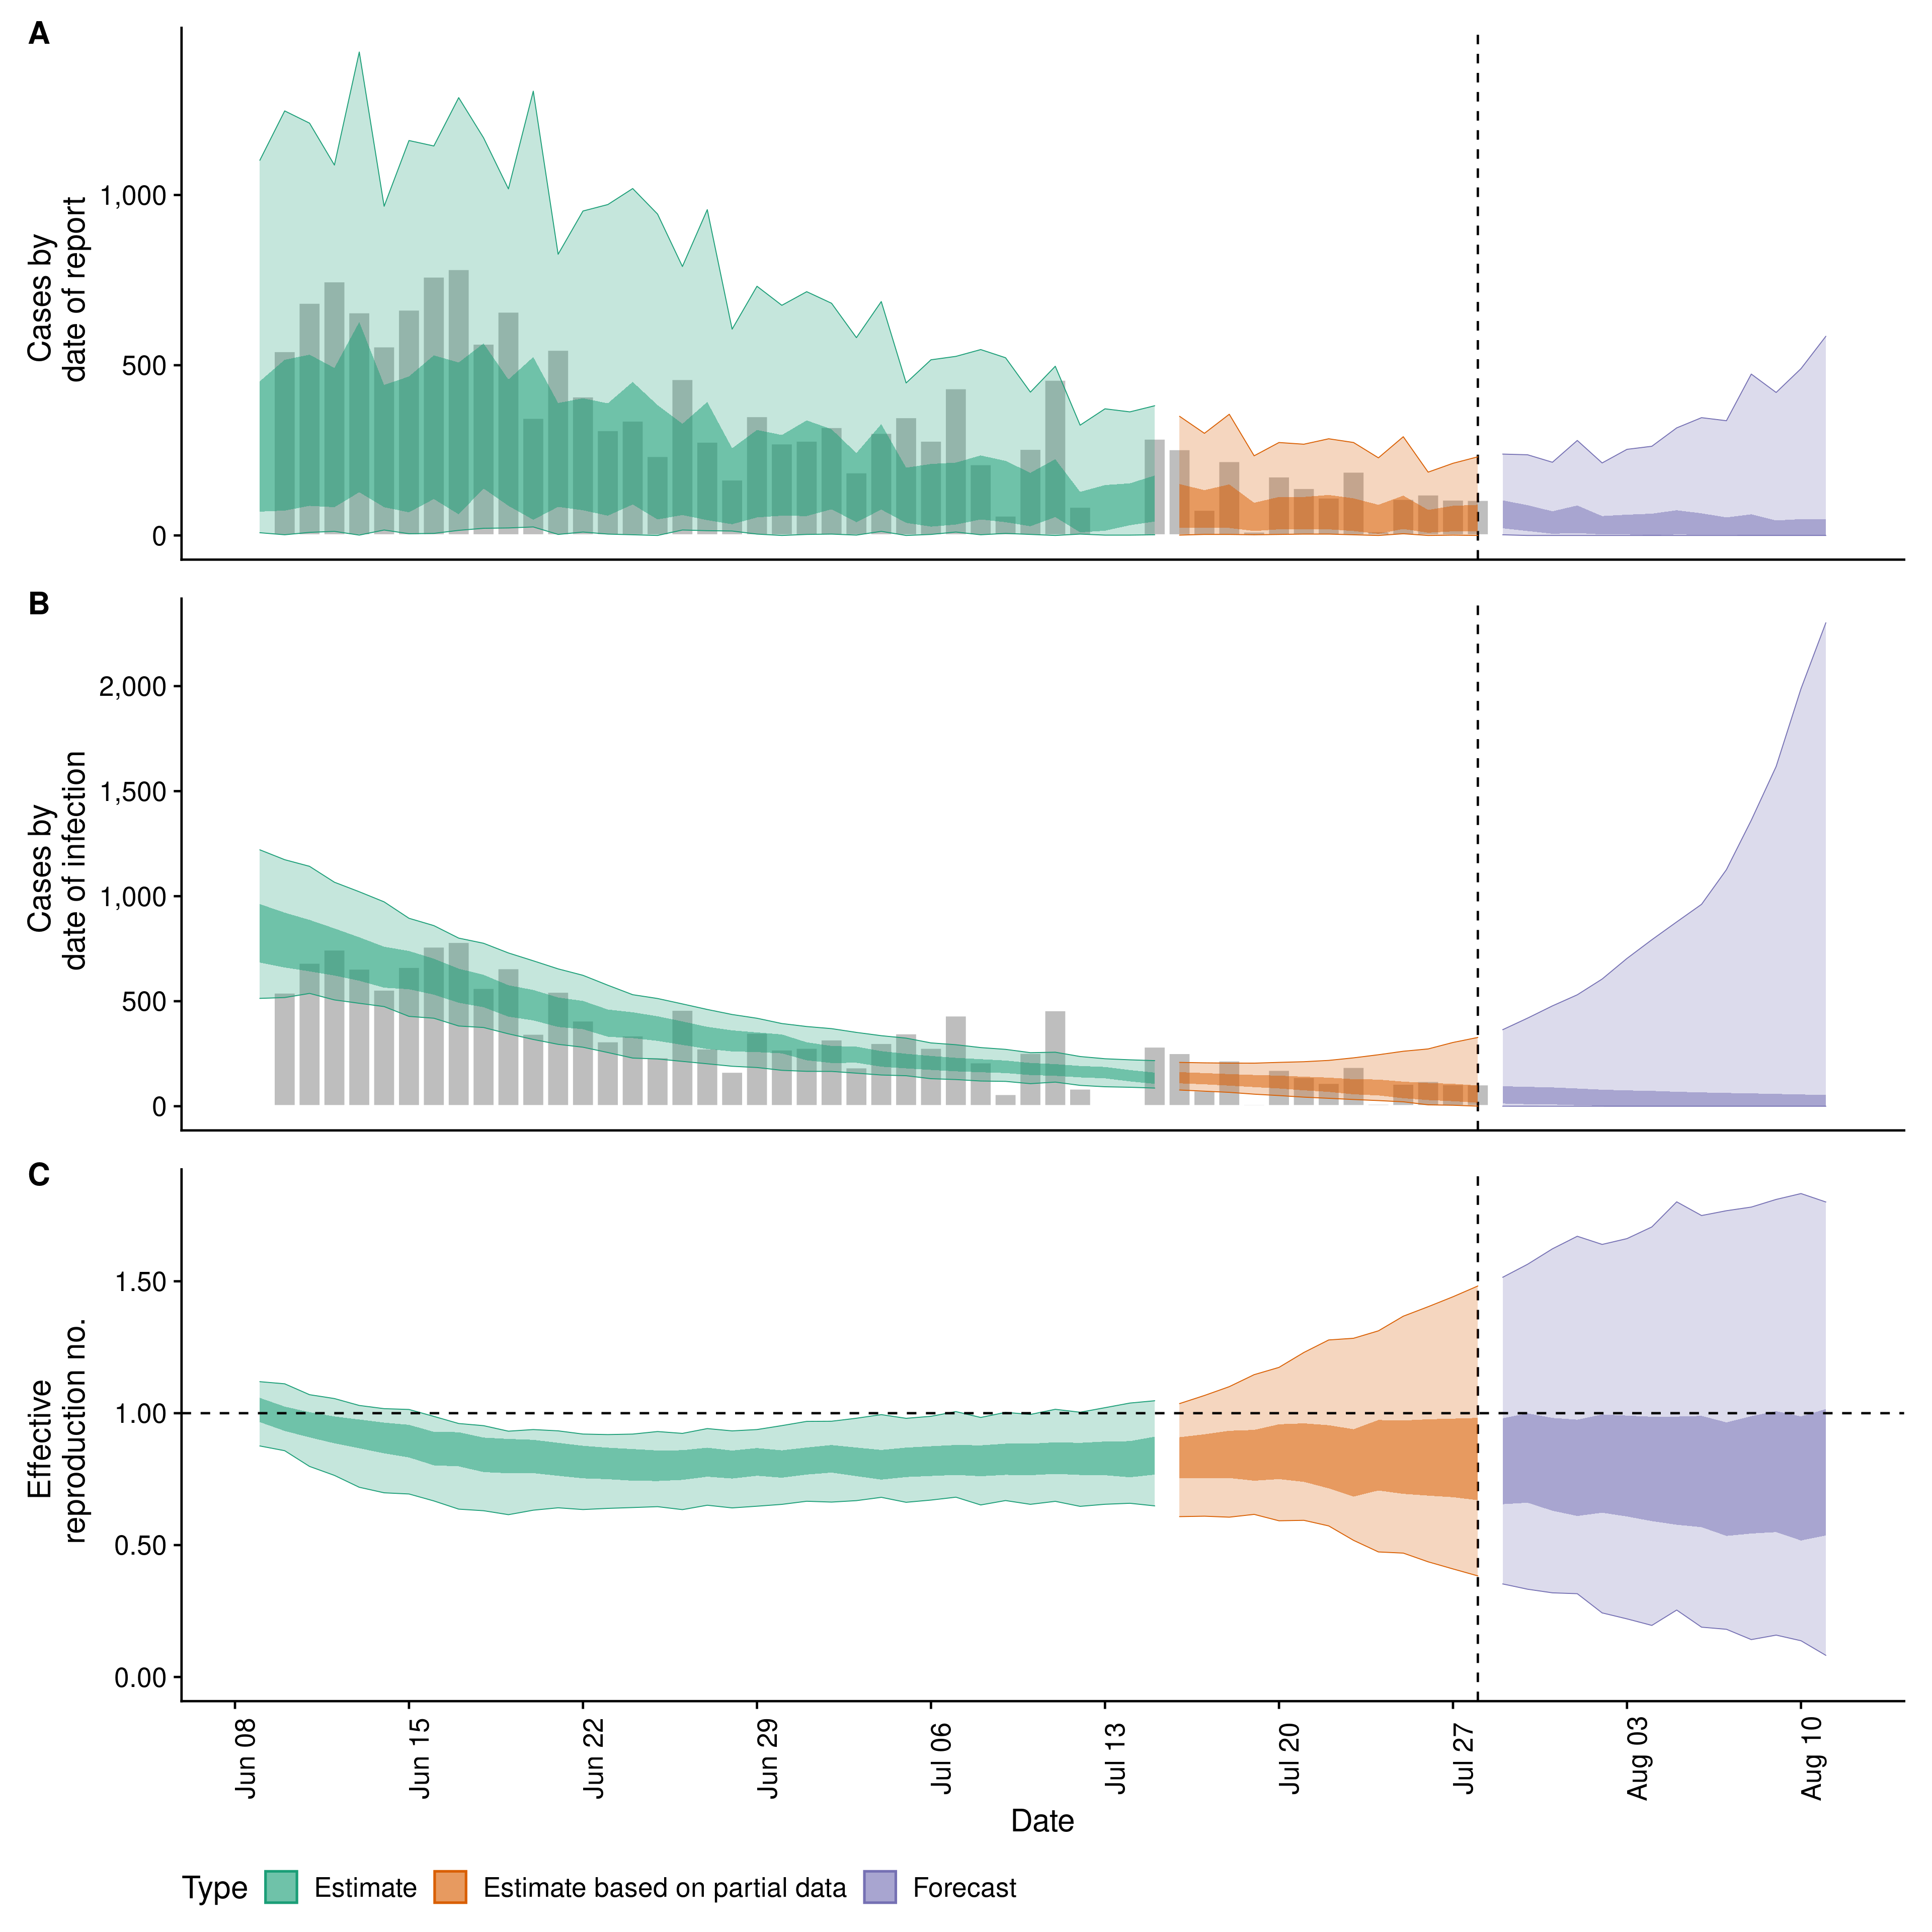 A
Cases by
date of report
1,000
500
0
B
Cases by
date of infection
2,000
1,500
1,000
500
0
C
Effective
reproduction no.
1.50
1.00
0.50
0.00
Jun 08
Jun 15
Jun 22
Jun 29
Jul 06
Jul 13
Jul 20
Jul 27
Aug 03
Aug 10
Date
Type Estimate Estimate based on partial data Forecast